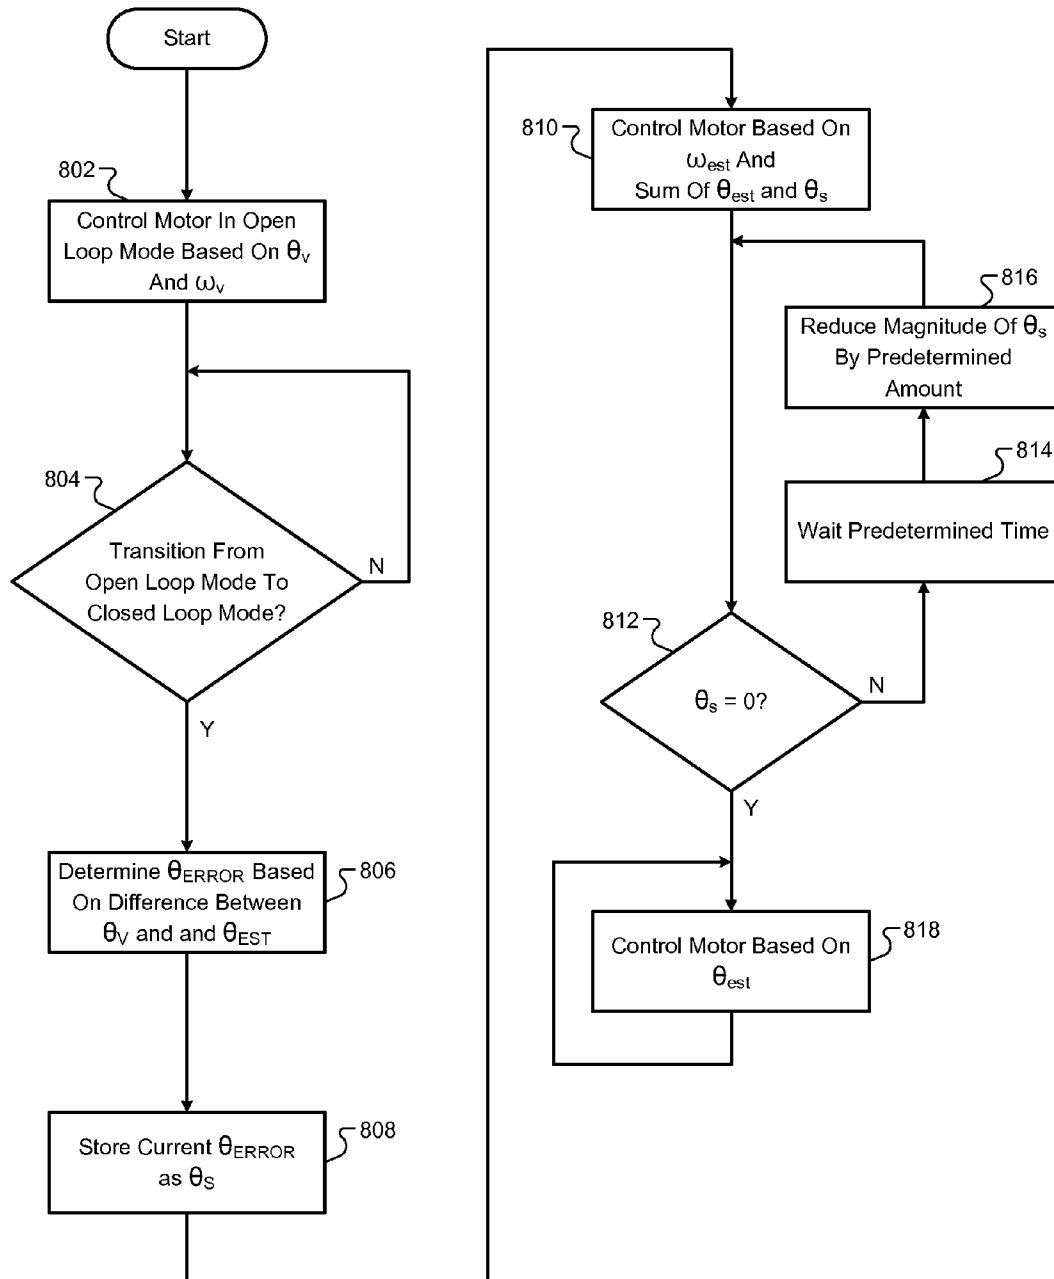 Start
802
Control Motor In Open
Loop Mode Based On θv
And ωv
804
Transition From
Open Loop Mode To
Closed Loop Mode?
N
Y
Determine θERROR Based
On Difference Between
θV and and θEST
806
Store Current θERROR
as θS
808
810
Control Motor Based On
ωest And
Sum Of θest and θs
816
Reduce Magnitude Of θs
By Predetermined
Amount
814
Wait Predetermined Time
812
θs = 0?
N
Y
Control Motor Based On
θest
818